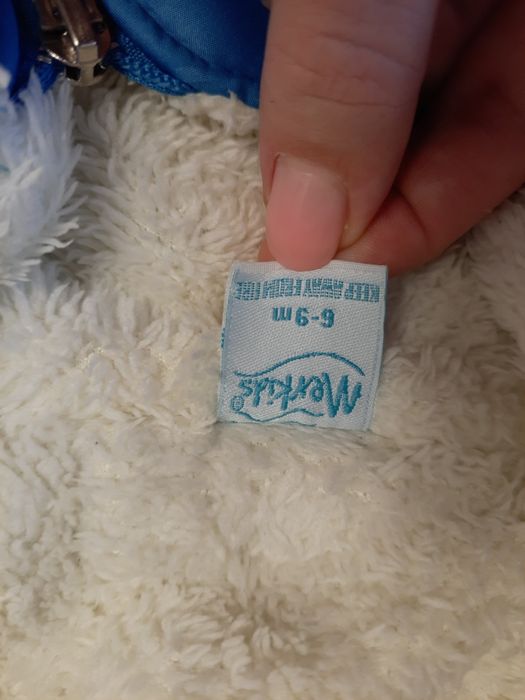 Merkids®
6-9m
KEEP AWAY FROM FIRE